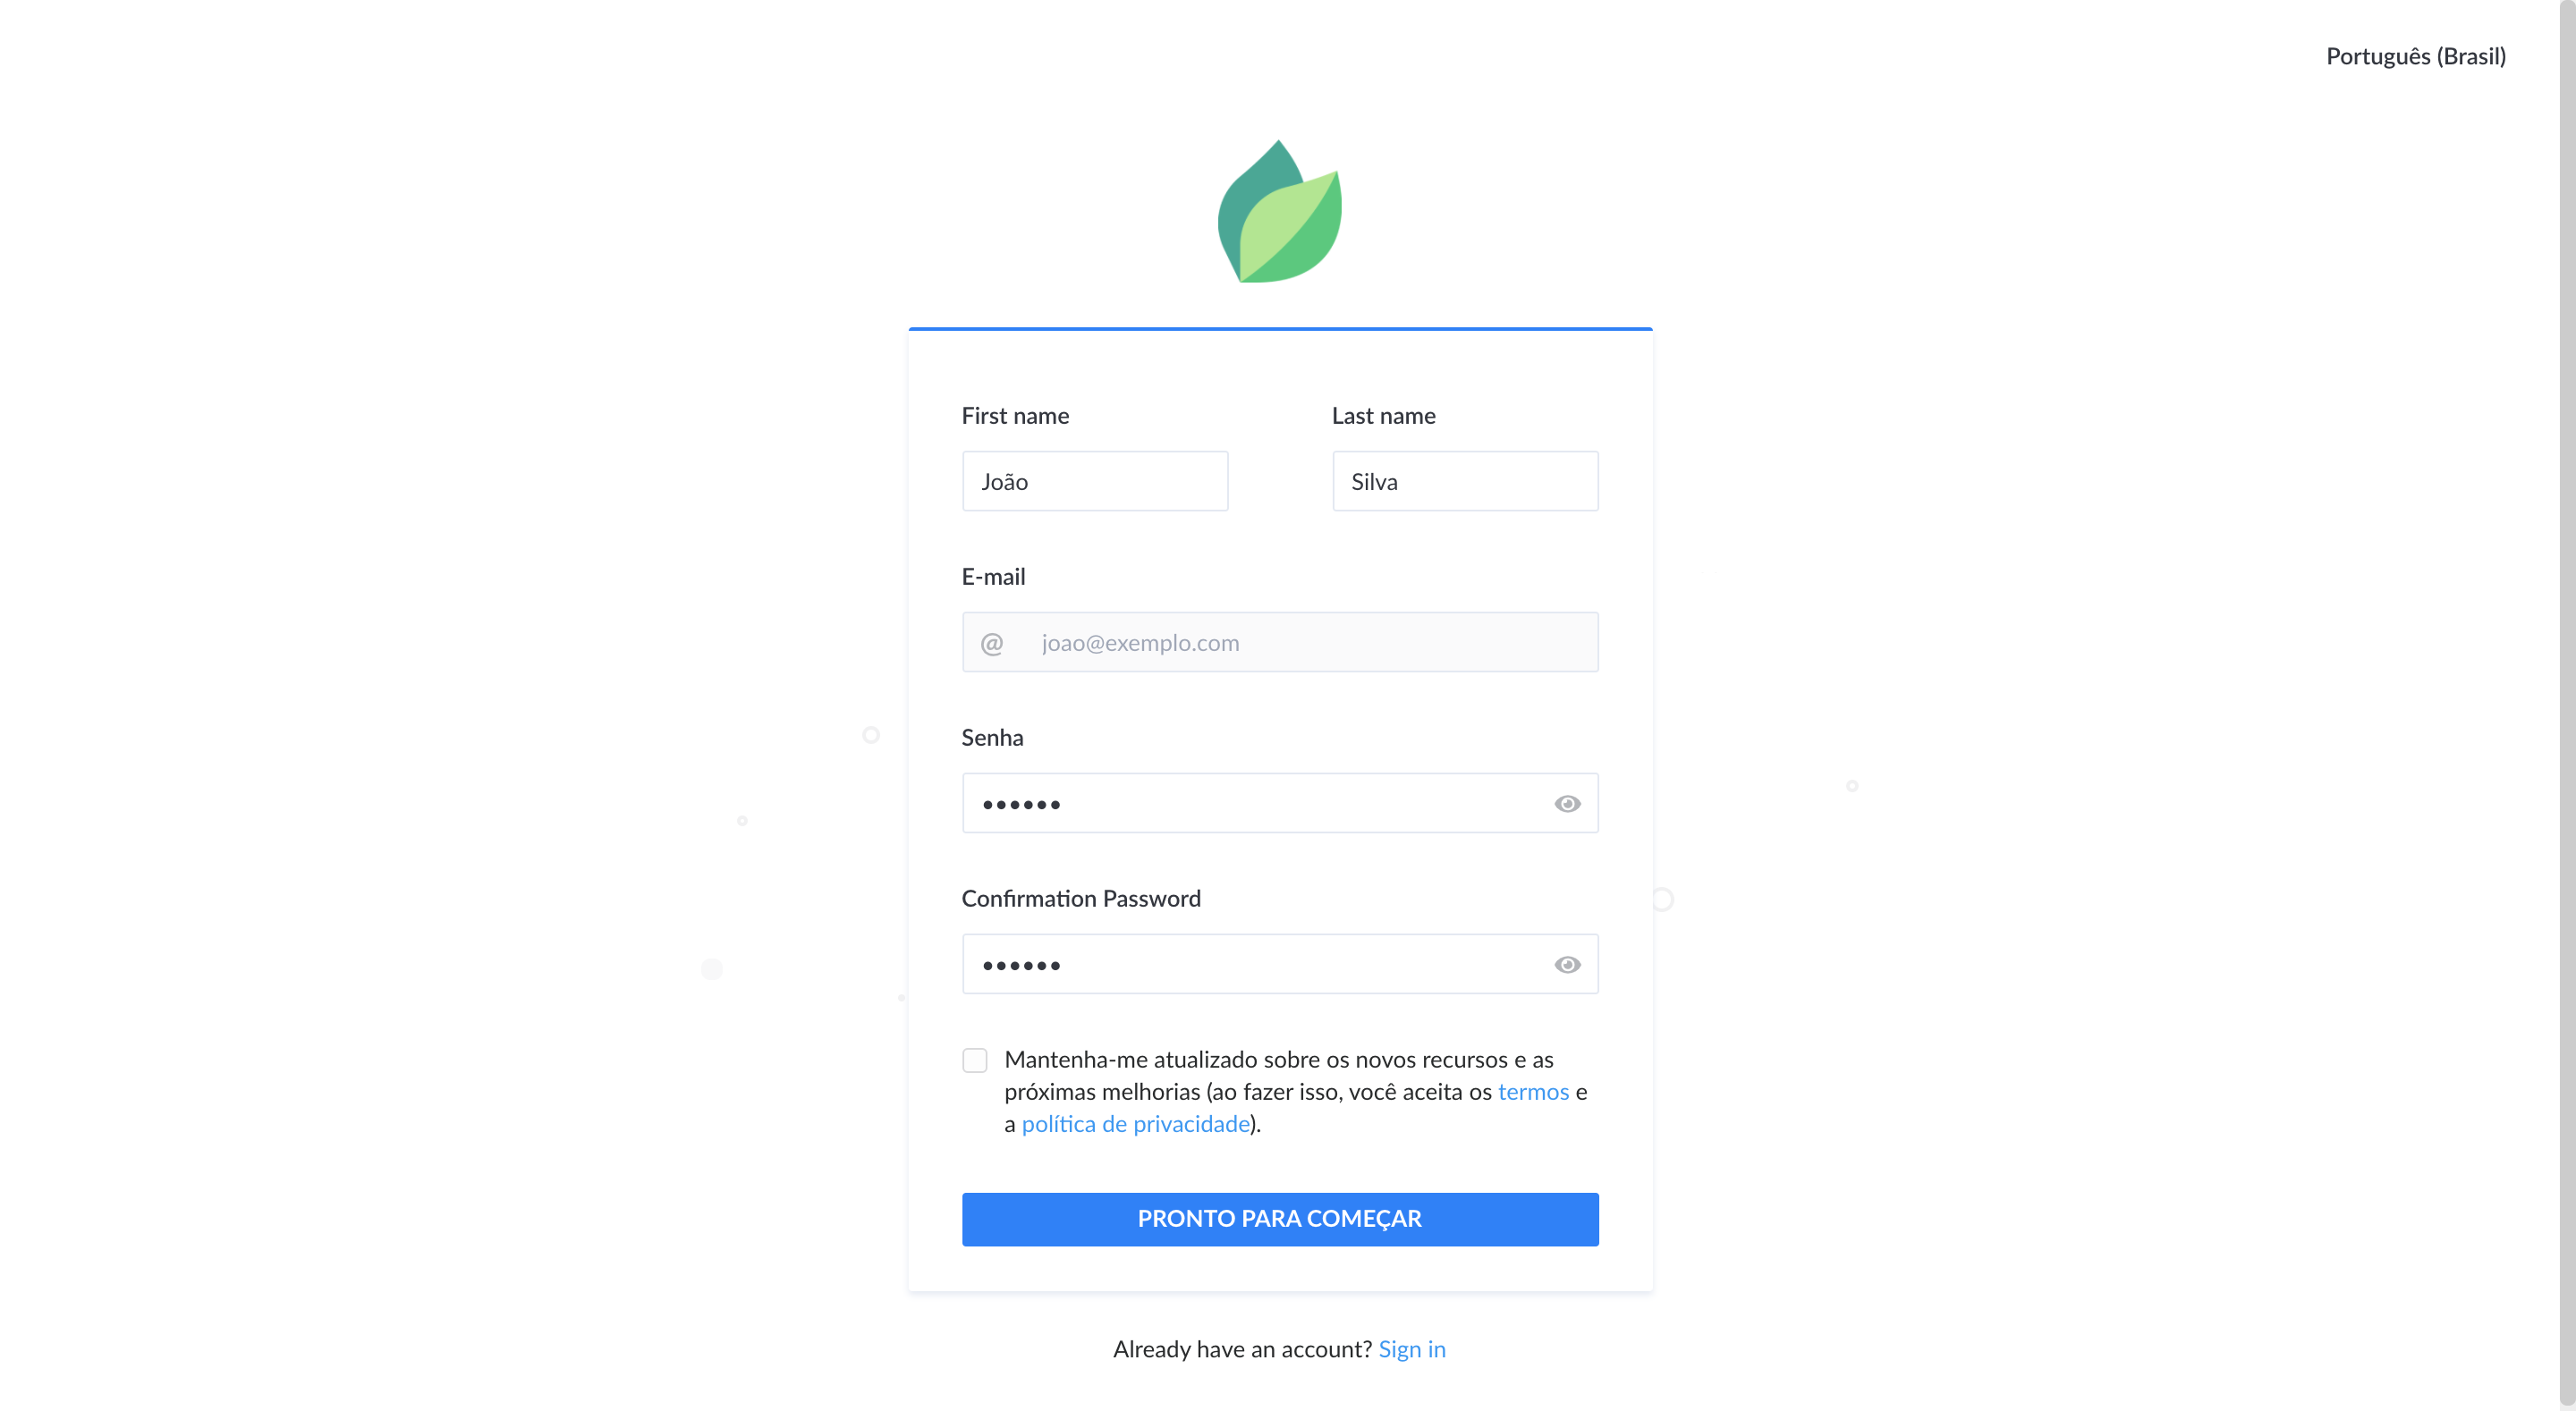 Português (Brasil)
First name
Last name
João
Silva
E-mail
@ joao@exemplo.com
Senha
••••••
Confirmation Password
••••••
Mantenha-me atualizado sobre os novos recursos e as
próximas melhorias (ao fazer isso, você aceita os termos e
a política de privacidade).
PRONTO PARA COMEÇAR
Already have an account? Sign in